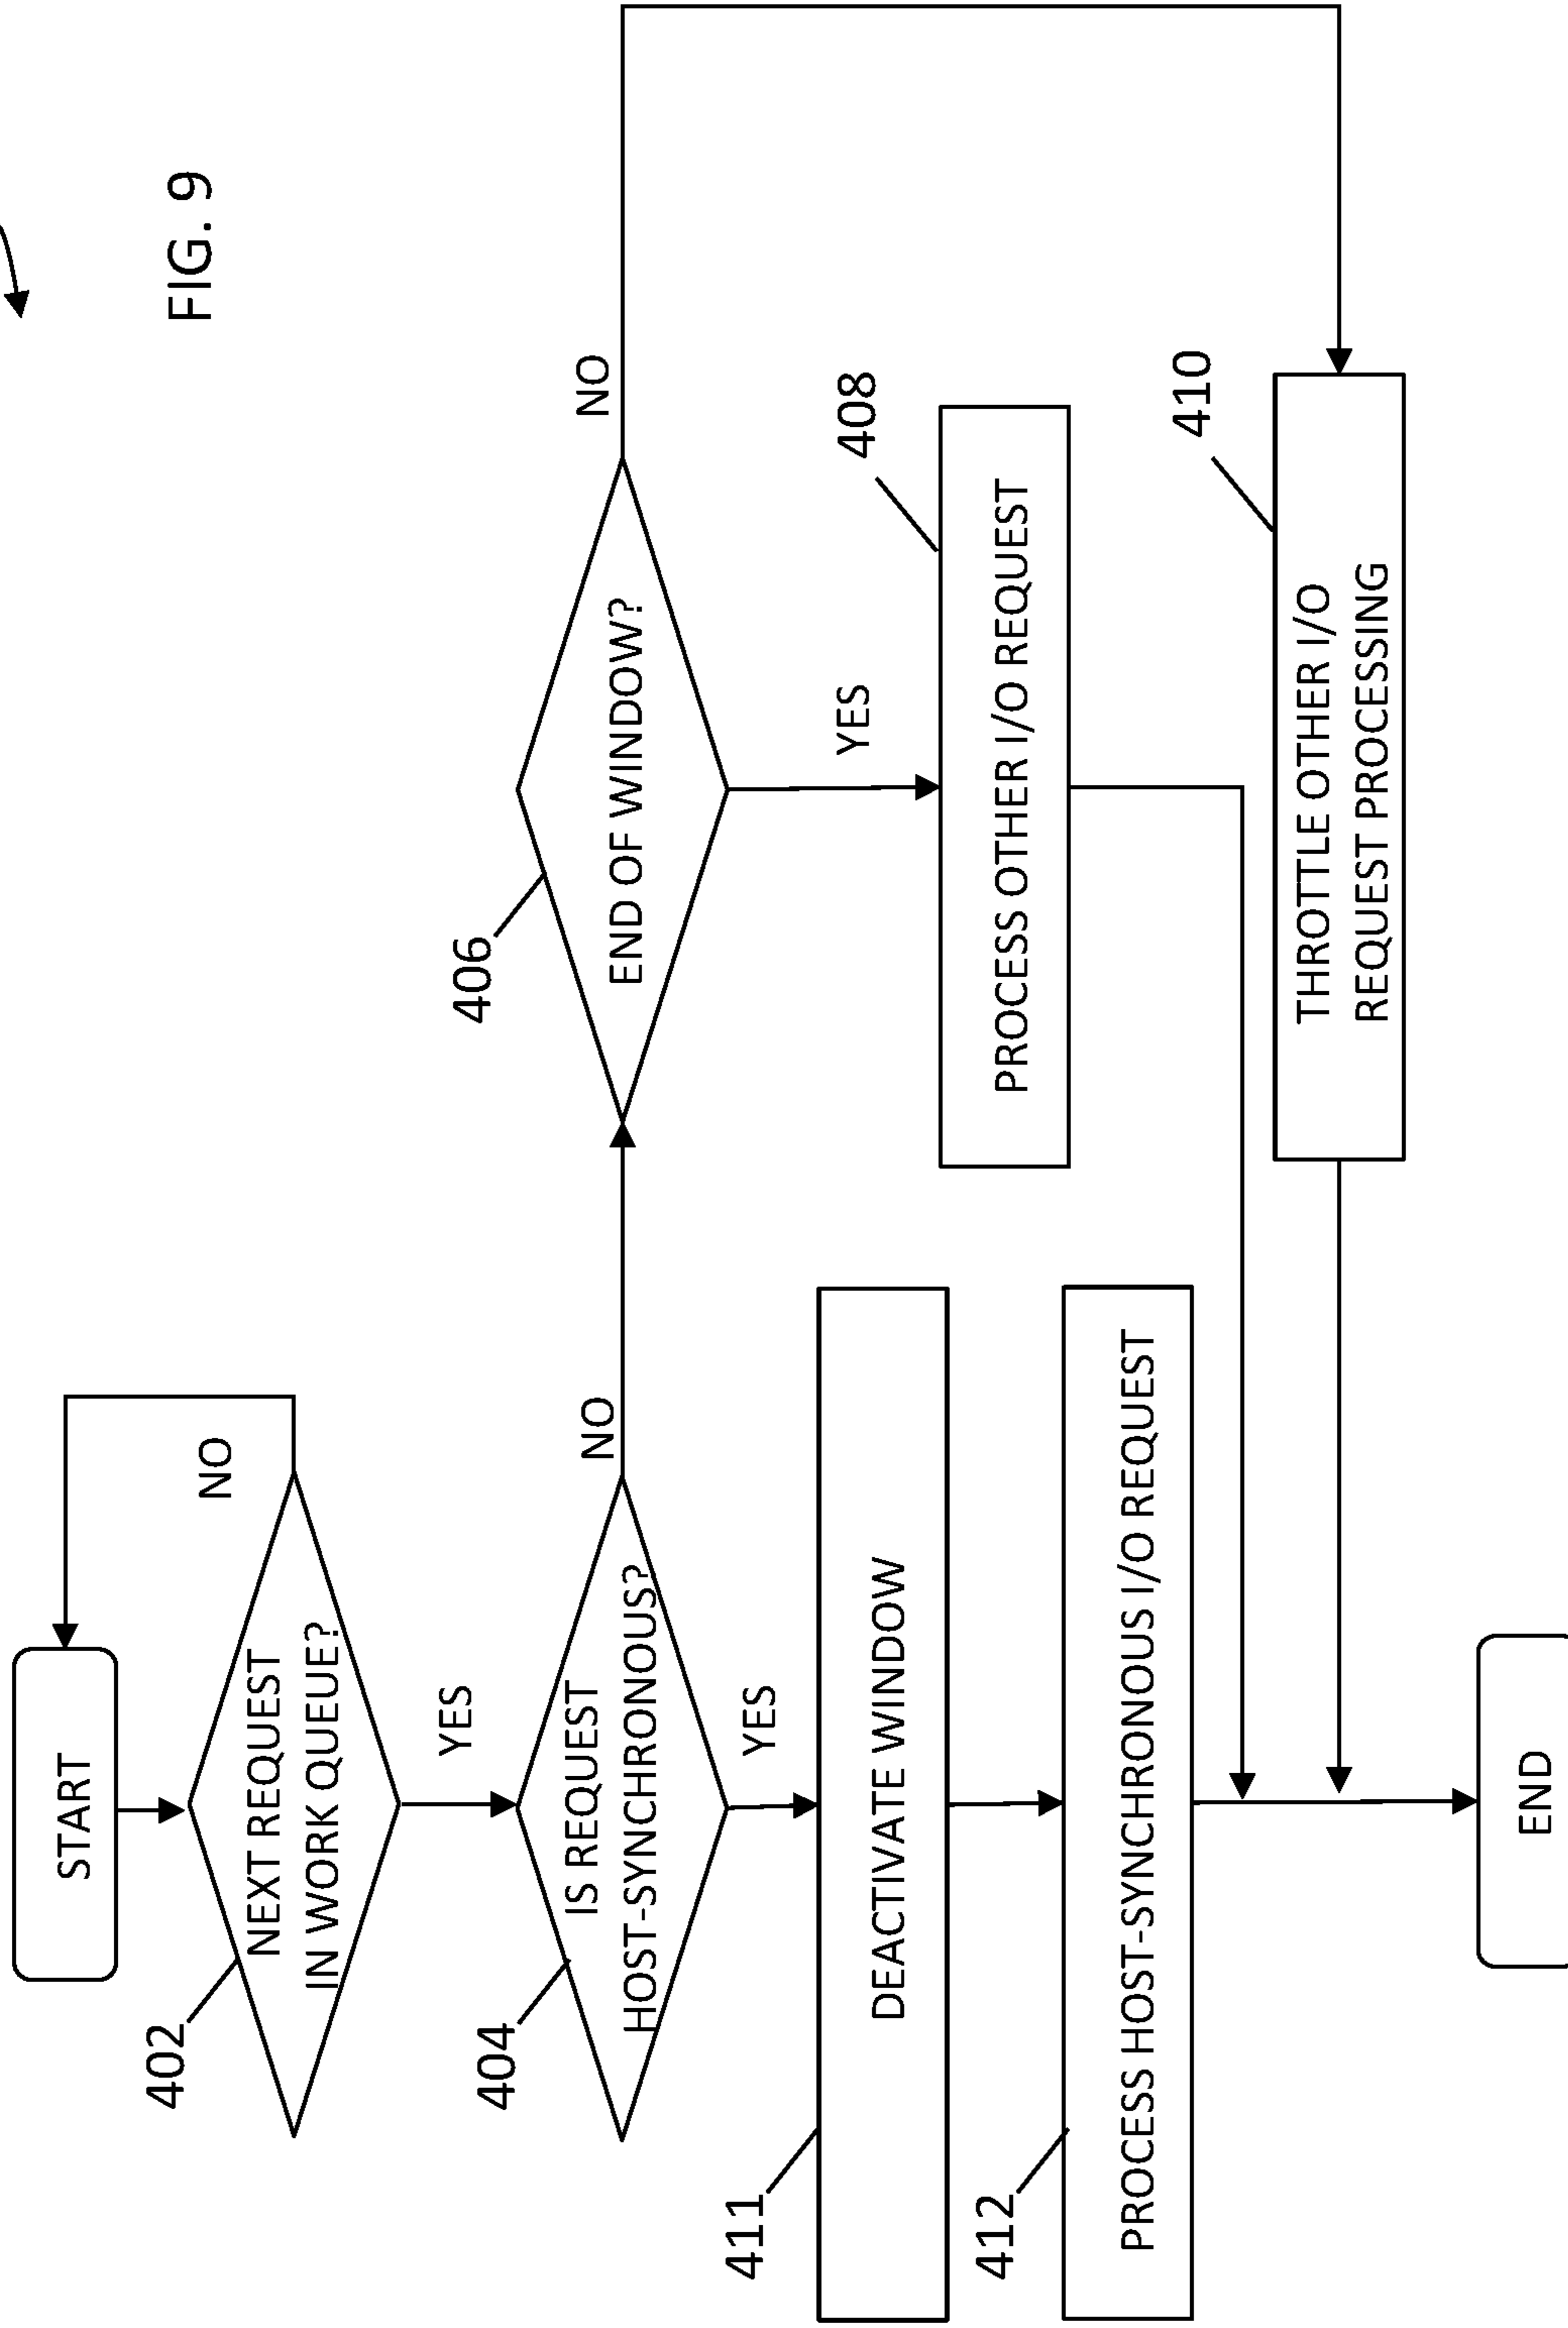 FIG. 9
START
402
NEXT REQUEST
IN WORK QUEUE?
NO
YES
404
IS REQUEST
HOST-SYNCHRONOUS?
NO
406
END OF WINDOW?
NO
YES
YES
411
DEACTIVATE WINDOW
408
PROCESS OTHER I/O REQUEST
412
PROCESS HOST-SYNCHRONOUS I/O REQUEST
410
THROTTLE OTHER I/O
REQUEST PROCESSING
END